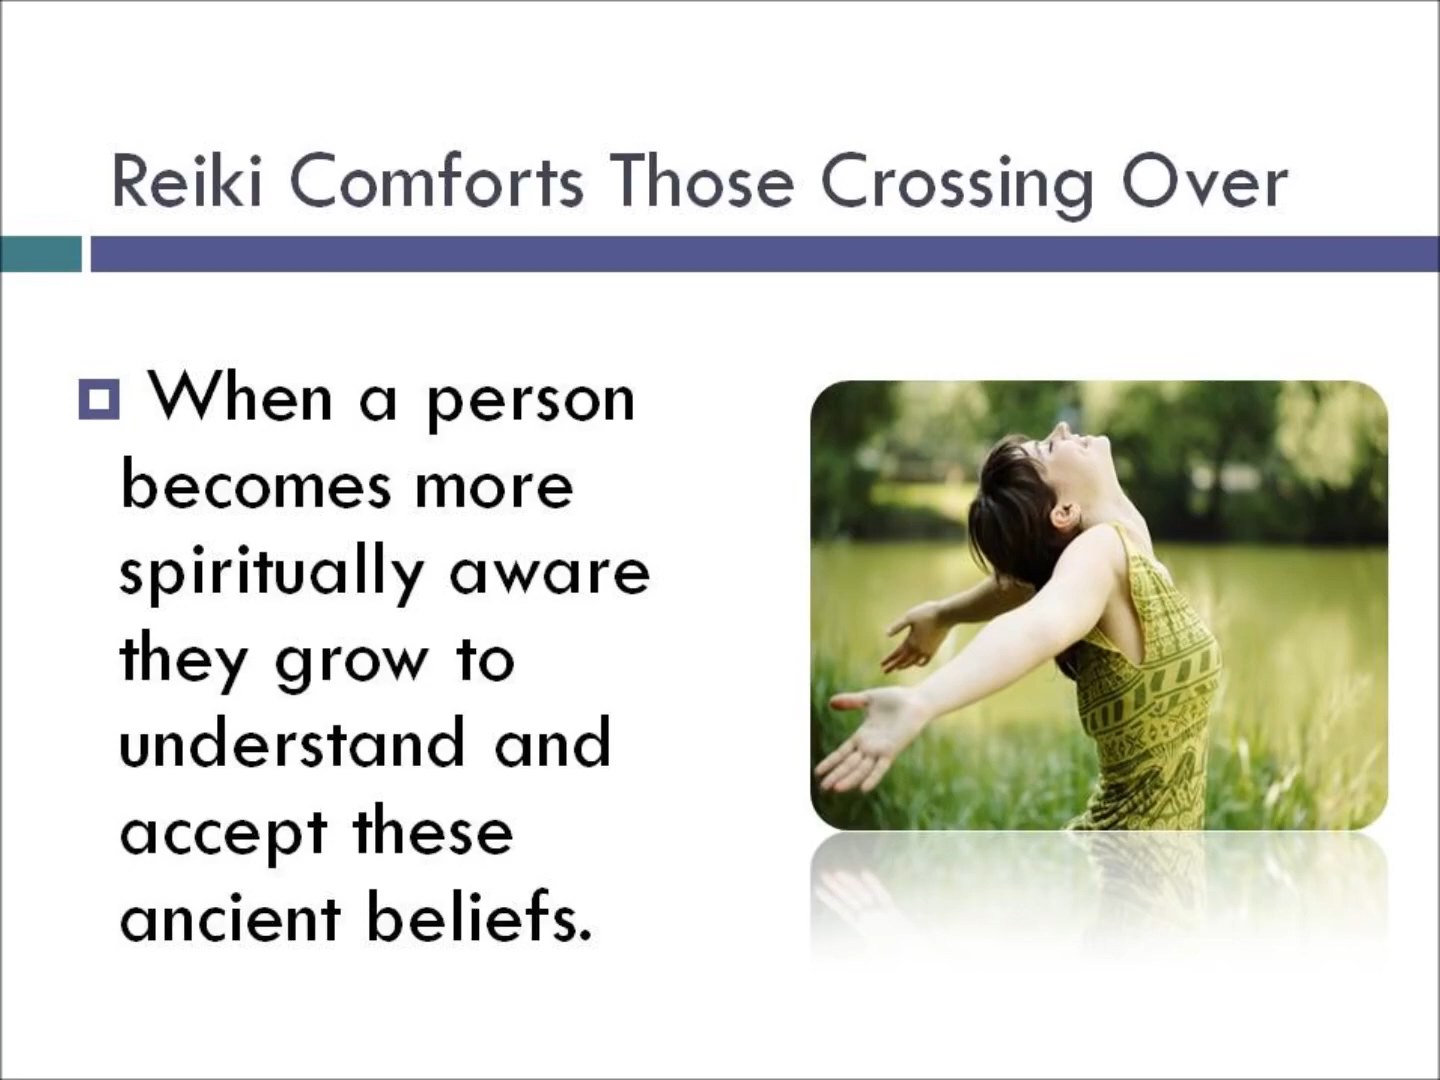 Reiki Comforts Those Crossing Over
When a person
becomes more
spiritually aware
they grow to
understand and
accept these
ancient beliefs.